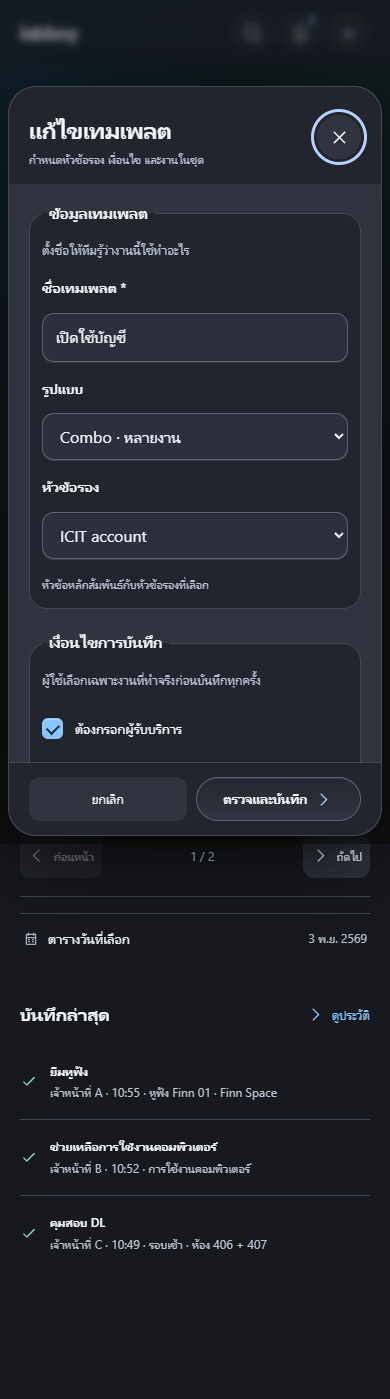 แก้ไขเทมเพลต
กำหนดหัวข้อรอง เงื่อนไข และงานในชุด
ข้อมูลเทมเพลต
ตั้งชื่อให้ทีมรู้ว่างานนี้ใช้ทำอะไร
ชื่อเทมเพลต *
เปิดใช้บัญชี
รูปแบบ
Combo · หลายงาน
หัวข้อรอง
ICIT account
หัวข้อหลักสัมพันธ์กับหัวข้อรองที่เลือก
เงื่อนไขการบันทึก
ผู้ใช้เลือกเฉพาะงานที่ทำจริงก่อนบันทึกทุกครั้ง
ต้องกรอกผู้รับบริการ
ยกเลิก
ตรวจและบันทึก
ก่อนหน้า
1 / 2
ถัดไป
ตารางวันที่เลือก
3 พ.ย. 2569
บันทึกล่าสุด
ดูประวัติ
ยืมหูฟัง
เจ้าหน้าที่ A · 10:55 · หูฟัง Finn 01 · Finn Space
ช่วยเหลือการใช้งานคอมพิวเตอร์
เจ้าหน้าที่ B · 10:52 · การใช้งานคอมพิวเตอร์
คุมสอบ DL
เจ้าหน้าที่ C · 10:49 · รอบเช้า · ห้อง 406 + 407